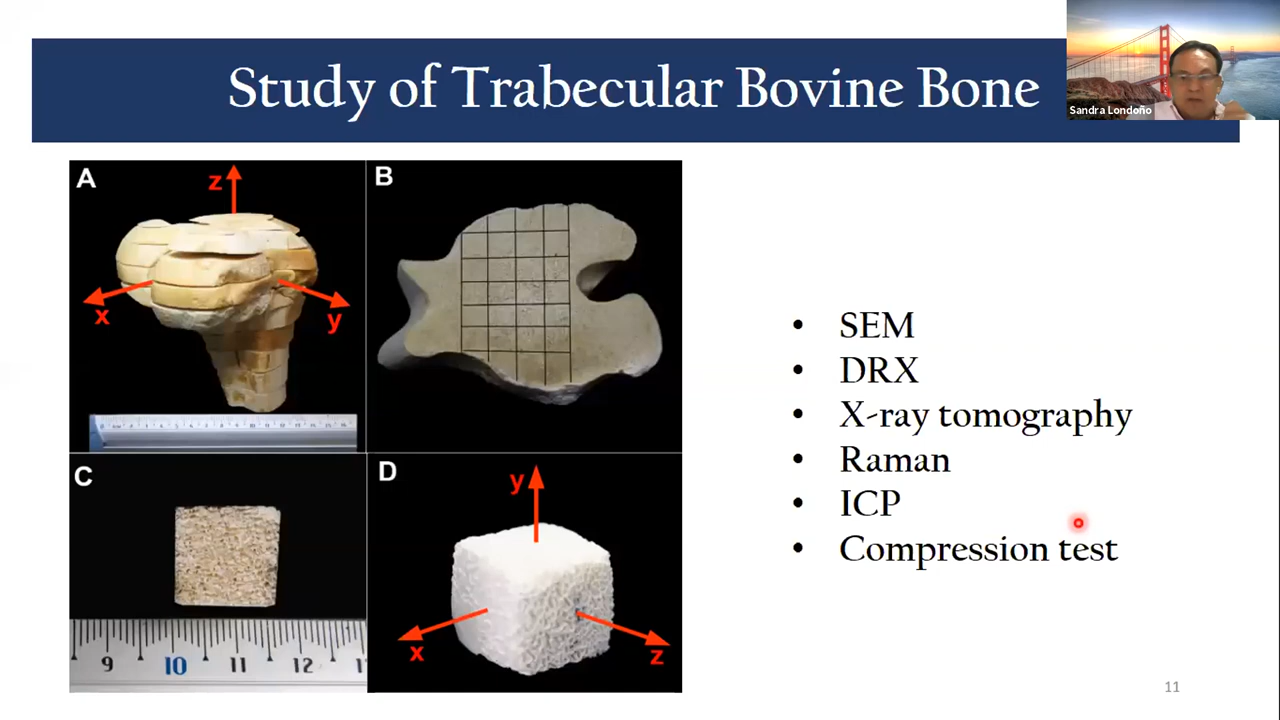 Study of Trabecular Bovine Bone
Sandra Londoño
A
z
x
y
B
C
9 10 11 12
D
y
x
z
• SEM
• DRX
• X-ray tomography
• Raman
• ICP
• Compression test
11